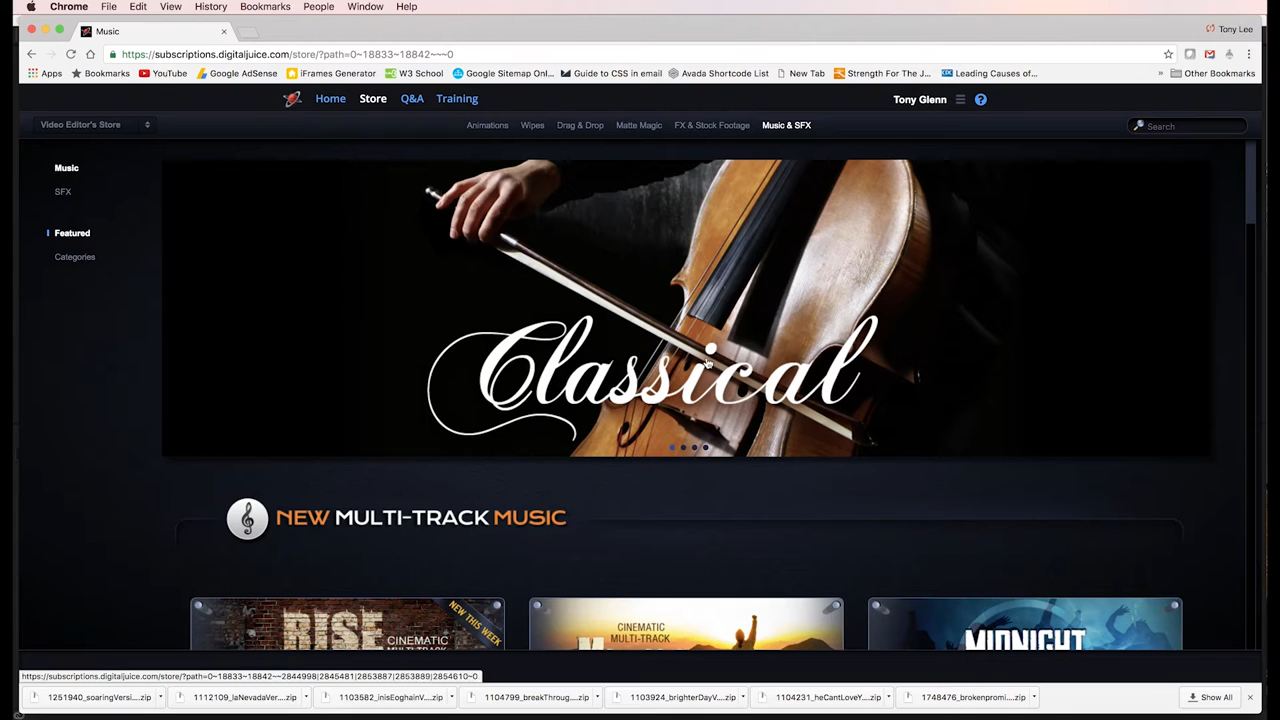 Chrome File Edit View History Bookmarks People Window Help
Music
Tony Lee
https://subscriptions.digitaljuice.com/store/?path=0~18833~18842~~~0
Apps Bookmarks YouTube Google AdSense iFrames Generator W3 School Google Sitemap Onl... Guide to CSS in email Avada Shortcode List New Tab Strength For The J... Leading Causes of... » Other Bookmarks
Home Store Q&A Training
Tony Glenn ?
Video Editor's Store
Animations Wipes Drag & Drop Matte Magic FX & Stock Footage Music & SFX
Search
Music
SFX
Featured
Categories
Classical
NEW MULTI-TRACK MUSIC
RISE
CINEMATIC
MULTI-TRACK
NEW THIS WEEK
CINEMATIC
MULTI-TRACK
MIDNIGHT
https://subscriptions.digitaljuice.com/store/?path=0~18833~18842~~2844998|2845481|2853887|2853889|2854610~0
1251940_soaringVersi....zip 1112109_laNevadaVer....zip 1103582_inisEoghainV....zip 1104799_breakThroug....zip 1103924_brighterDayV....zip 1104231_heCantLoveY....zip 1748476_brokenpromi....zip Show All